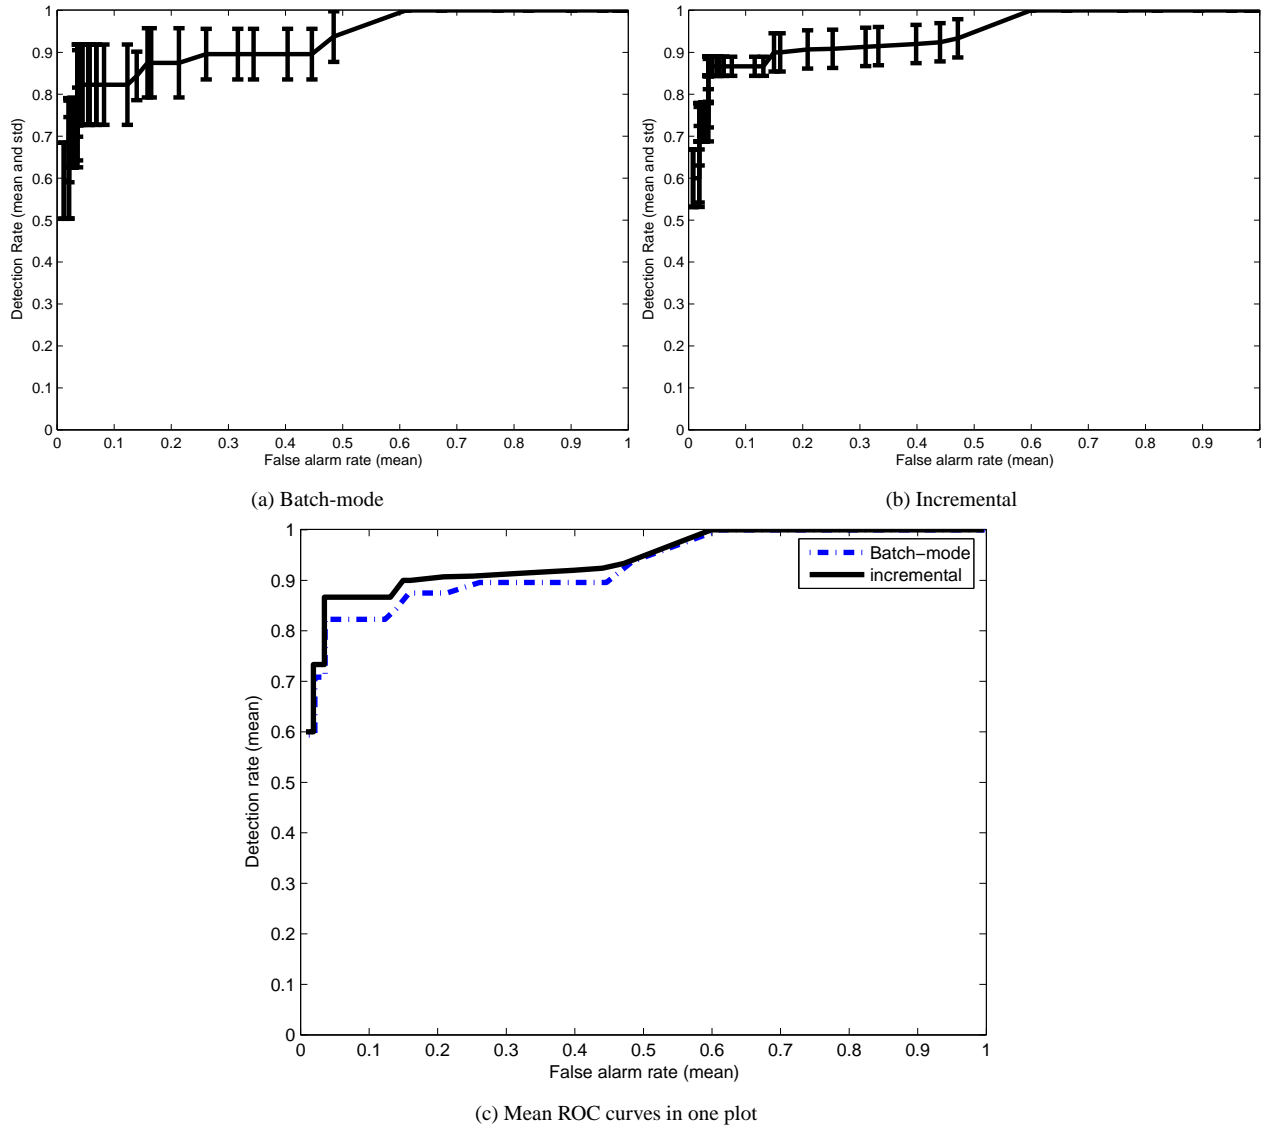 1
0.9
0.8
0.7
0.6
0.5
0.4
0.3
0.2
0.1
0
Detection Rate (mean and std)
0 0.1 0.2 0.3 0.4 0.5 0.6 0.7 0.8 0.9 1
False alarm rate (mean)
(a) Batch-mode
1
0.9
0.8
0.7
0.6
0.5
0.4
0.3
0.2
0.1
0
Detection Rate (mean and std)
0 0.1 0.2 0.3 0.4 0.5 0.6 0.7 0.8 0.9 1
False alarm rate (mean)
(b) Incremental
1
0.9
0.8
0.7
0.6
0.5
0.4
0.3
0.2
0.1
0
Detection rate (mean)
Batch−mode
incremental
0 0.1 0.2 0.3 0.4 0.5 0.6 0.7 0.8 0.9 1
False alarm rate (mean)
(c) Mean ROC curves in one plot